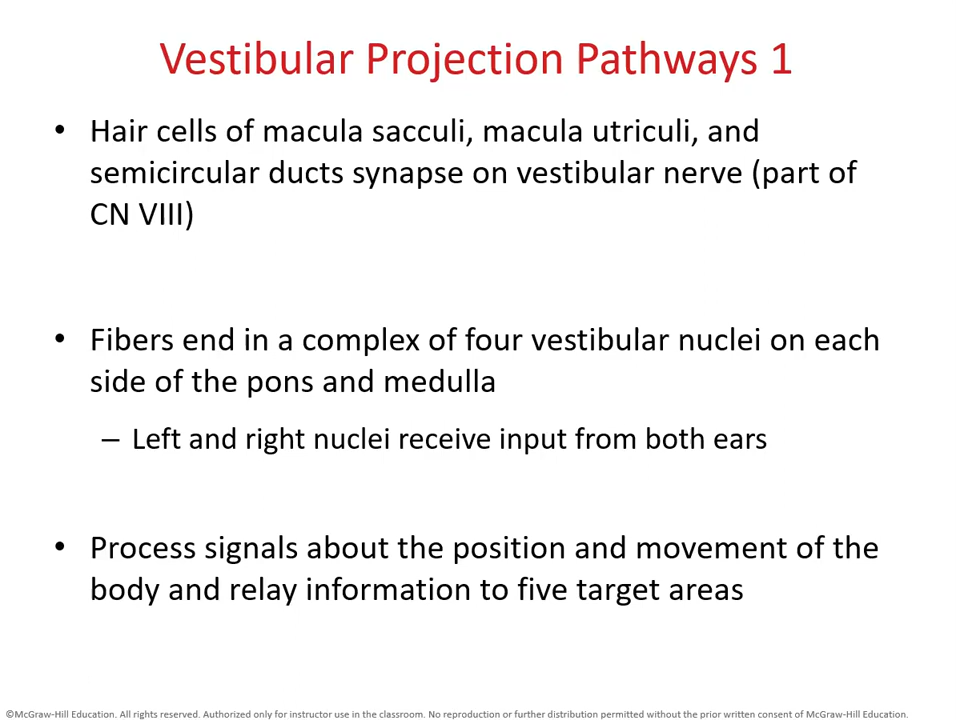 Vestibular Projection Pathways 1
• Hair cells of macula sacculi, macula utriculi, and
semicircular ducts synapse on vestibular nerve (part of
CN VIII)
• Fibers end in a complex of four vestibular nuclei on each
side of the pons and medulla
– Left and right nuclei receive input from both ears
• Process signals about the position and movement of the
body and relay information to five target areas
©McGraw-Hill Education. All rights reserved. Authorized only for instructor use in the classroom. No reproduction or further distribution permitted without the prior written consent of McGraw-Hill Education.